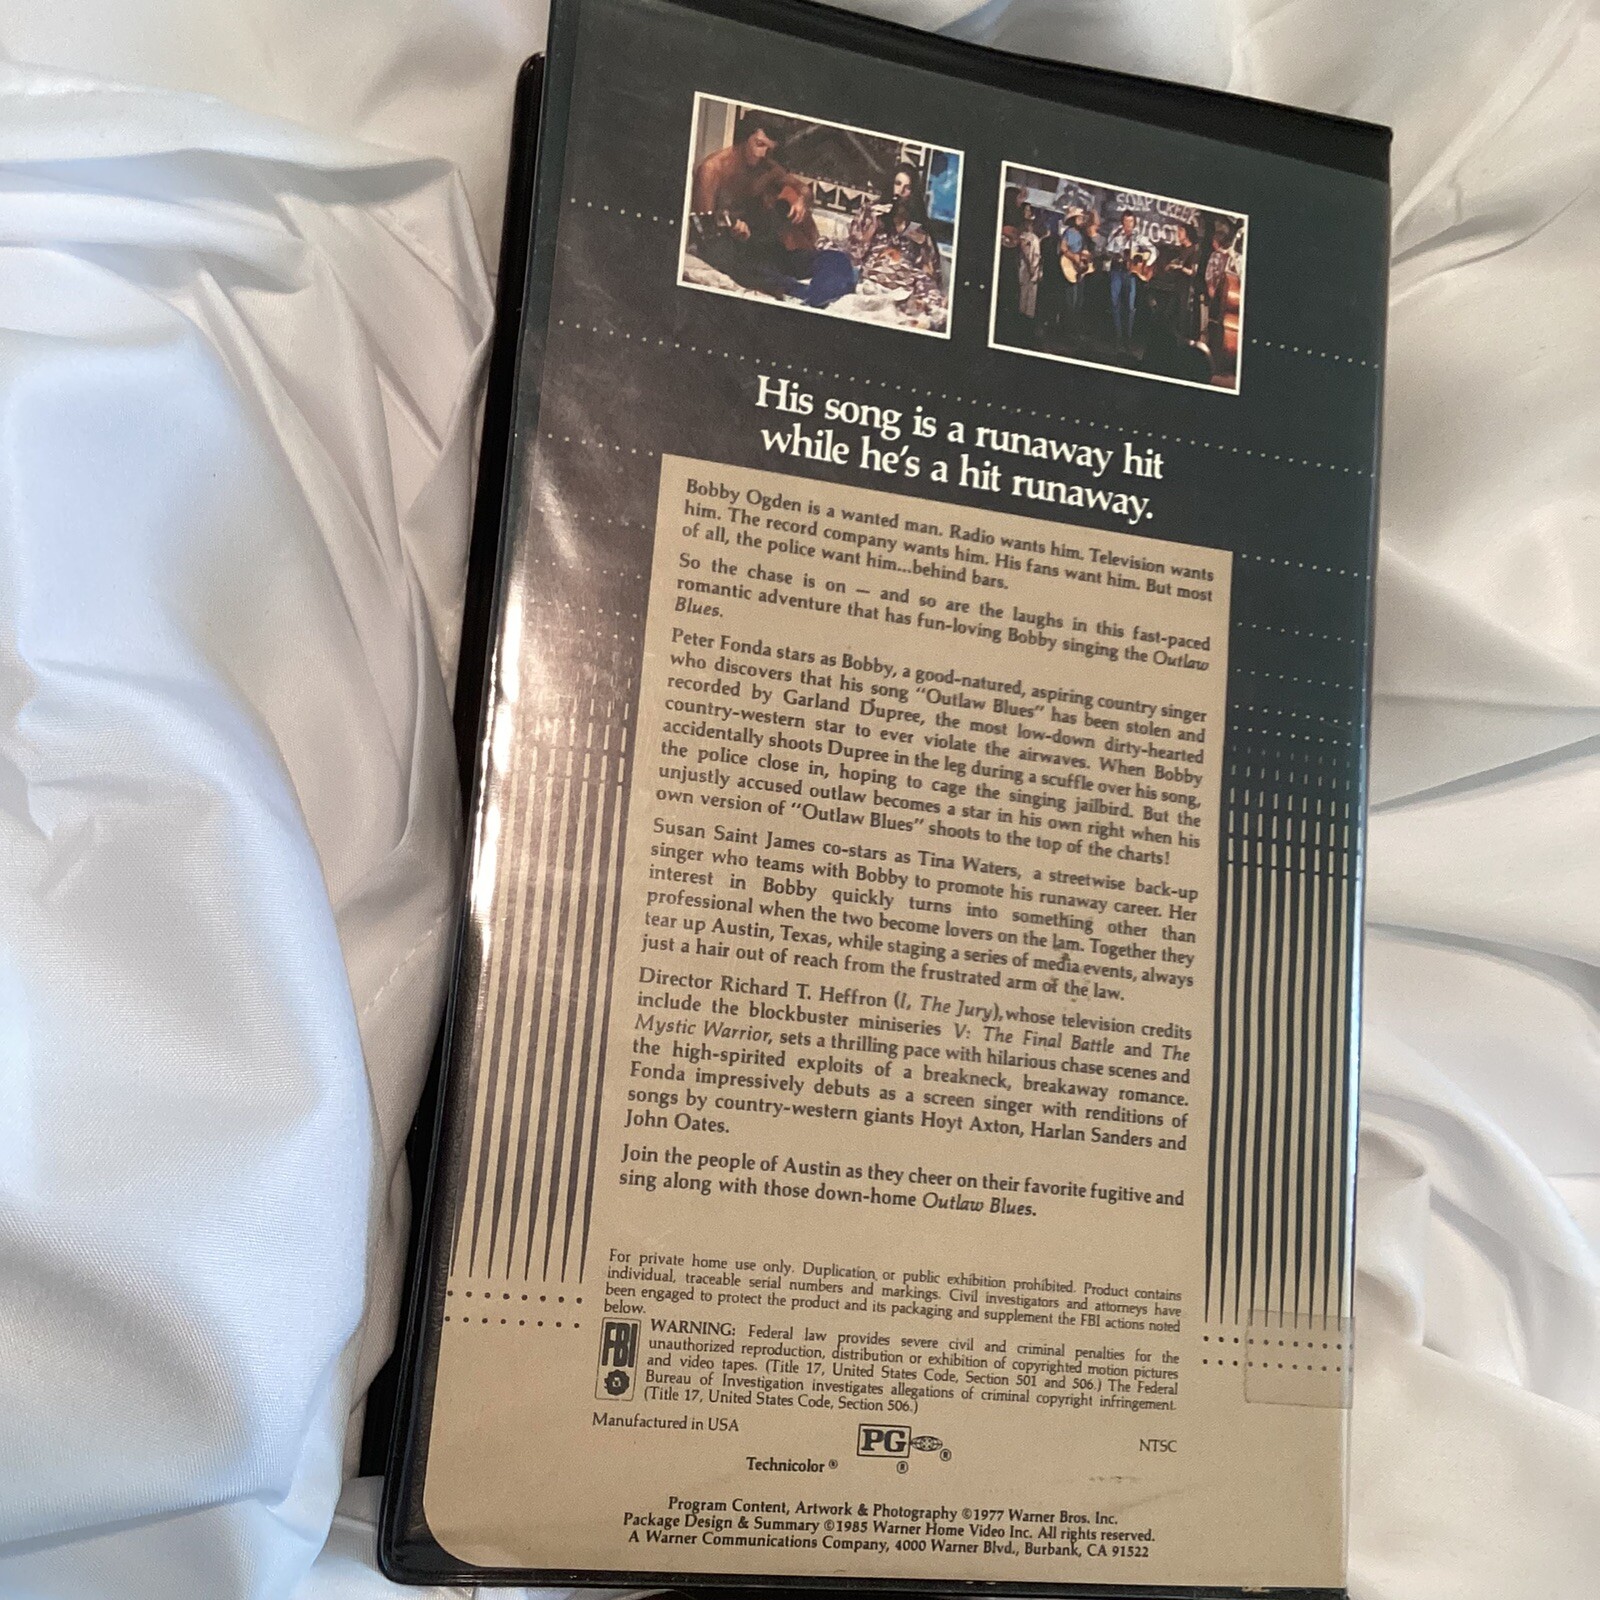 SOAP CREEK
His song is a runaway hit
while he's a hit runaway.
Bobby Ogden is a wanted man. Radio wants him. Television wants
him. The record company wants him. His fans want him. But most
of all, the police want him...behind bars.
So the chase is on — and so are the laughs in this fast-paced
romantic adventure that has fun-loving Bobby singing the Outlaw
Blues.
Peter Fonda stars as Bobby, a good-natured, aspiring country singer
who discovers that his song "Outlaw Blues" has been stolen and
recorded by Garland Dupree, the most low-down dirty-hearted
country-western star to ever violate the airwaves. When Bobby
accidentally shoots Dupree in the leg during a scuffle over his song,
the police close in, hoping to cage the singing jailbird. But the
unjustly accused outlaw becomes a star in his own right when his
own version of "Outlaw Blues" shoots to the top of the charts!
Susan Saint James co-stars as Tina Waters, a streetwise back-up
singer who teams with Bobby to promote his runaway career. Her
interest in Bobby quickly turns into something other than
professional when the two become lovers on the lam. Together they
tear up Austin, Texas, while staging a series of media events, always
just a hair out of reach from the frustrated arm of the law.
Director Richard T. Heffron (I, The Jury), whose television credits
include the blockbuster miniseries V: The Final Battle and The
Mystic Warrior, sets a thrilling pace with hilarious chase scenes and
the high-spirited exploits of a breakneck, breakaway romance.
Fonda impressively debuts as a screen singer with renditions of
songs by country-western giants Hoyt Axton, Harlan Sanders and
John Oates.
Join the people of Austin as they cheer on their favorite fugitive and
sing along with those down-home Outlaw Blues.
For private home use only. Duplication or public exhibition prohibited. Product contains
individual, traceable serial numbers and markings. Civil investigators and attorneys have
been engaged to protect the product and its packaging and supplement the FBI actions noted
below.
FBI
WARNING: Federal law provides severe civil and criminal penalties for the
unauthorized reproduction, distribution or exhibition of copyrighted motion pictures
and video tapes. (Title 17, United States Code, Section 501 and 506.) The Federal
Bureau of Investigation investigates allegations of criminal copyright infringement.
(Title 17, United States Code, Section 506.)
Manufactured in USA
PG ® ®
NTSC
Technicolor ®
Program Content, Artwork & Photography ©1977 Warner Bros. Inc.
Package Design & Summary ©1985 Warner Home Video Inc. All rights reserved.
A Warner Communications Company, 4000 Warner Blvd., Burbank, CA 91522